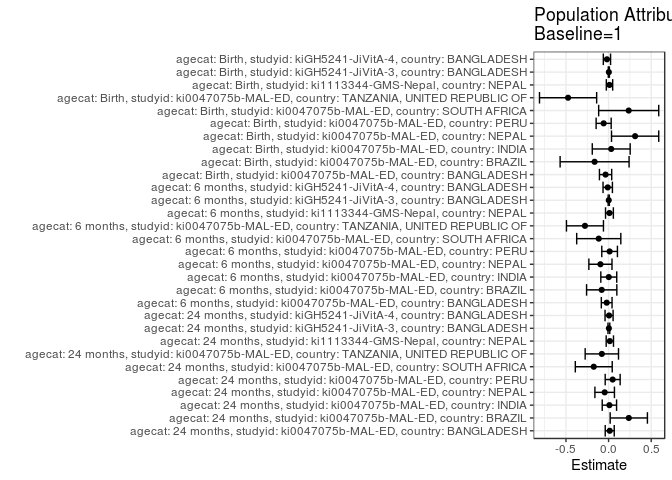 Population Attribu
Baseline=1
agecat: Birth, studyid: kiGH5241-JiVitA-4, country: BANGLADESH
agecat: Birth, studyid: kiGH5241-JiVitA-3, country: BANGLADESH
agecat: Birth, studyid: ki1113344-GMS-Nepal, country: NEPAL
agecat: Birth, studyid: ki0047075b-MAL-ED, country: TANZANIA, UNITED REPUBLIC OF
agecat: Birth, studyid: ki0047075b-MAL-ED, country: SOUTH AFRICA
agecat: Birth, studyid: ki0047075b-MAL-ED, country: PERU
agecat: Birth, studyid: ki0047075b-MAL-ED, country: NEPAL
agecat: Birth, studyid: ki0047075b-MAL-ED, country: INDIA
agecat: Birth, studyid: ki0047075b-MAL-ED, country: BRAZIL
agecat: Birth, studyid: ki0047075b-MAL-ED, country: BANGLADESH
agecat: 6 months, studyid: kiGH5241-JiVitA-4, country: BANGLADESH
agecat: 6 months, studyid: kiGH5241-JiVitA-3, country: BANGLADESH
agecat: 6 months, studyid: ki1113344-GMS-Nepal, country: NEPAL
agecat: 6 months, studyid: ki0047075b-MAL-ED, country: TANZANIA, UNITED REPUBLIC OF
agecat: 6 months, studyid: ki0047075b-MAL-ED, country: SOUTH AFRICA
agecat: 6 months, studyid: ki0047075b-MAL-ED, country: PERU
agecat: 6 months, studyid: ki0047075b-MAL-ED, country: NEPAL
agecat: 6 months, studyid: ki0047075b-MAL-ED, country: INDIA
agecat: 6 months, studyid: ki0047075b-MAL-ED, country: BRAZIL
agecat: 6 months, studyid: ki0047075b-MAL-ED, country: BANGLADESH
agecat: 24 months, studyid: kiGH5241-JiVitA-4, country: BANGLADESH
agecat: 24 months, studyid: kiGH5241-JiVitA-3, country: BANGLADESH
agecat: 24 months, studyid: ki1113344-GMS-Nepal, country: NEPAL
agecat: 24 months, studyid: ki0047075b-MAL-ED, country: TANZANIA, UNITED REPUBLIC OF
agecat: 24 months, studyid: ki0047075b-MAL-ED, country: SOUTH AFRICA
agecat: 24 months, studyid: ki0047075b-MAL-ED, country: PERU
agecat: 24 months, studyid: ki0047075b-MAL-ED, country: NEPAL
agecat: 24 months, studyid: ki0047075b-MAL-ED, country: INDIA
agecat: 24 months, studyid: ki0047075b-MAL-ED, country: BRAZIL
agecat: 24 months, studyid: ki0047075b-MAL-ED, country: BANGLADESH
-0.5 0.0 0.5
Estimate